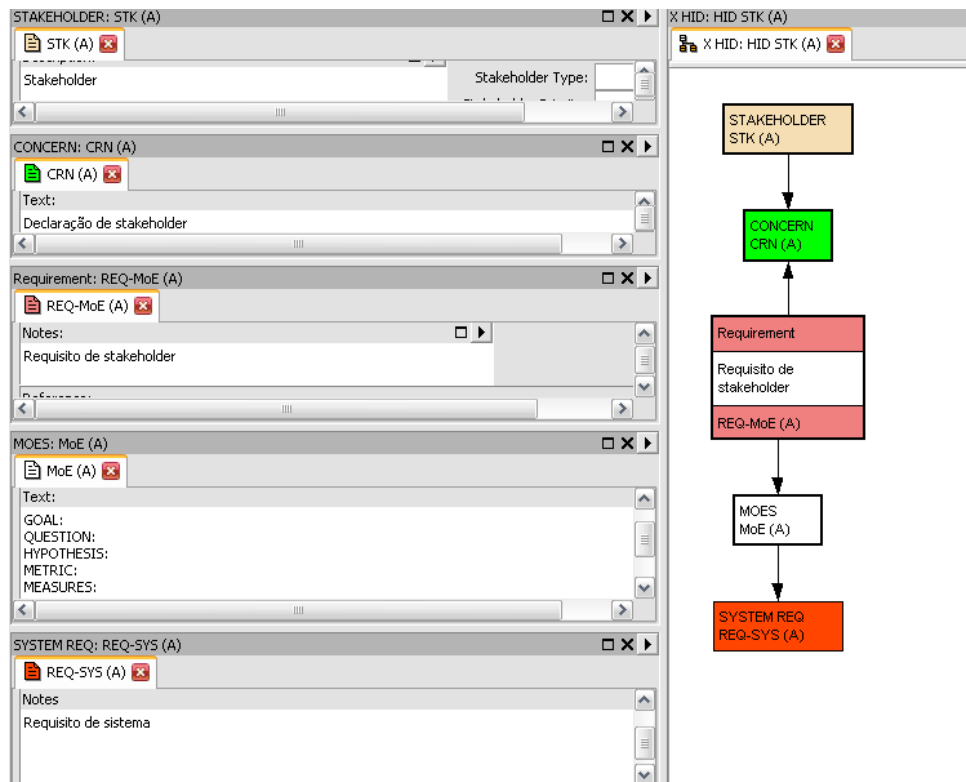 STAKEHOLDER: STK (A)
STK (A)
Stakeholder
Stakeholder Type:
CONCERN: CRN (A)
CRN (A)
Text:
Declaração de stakeholder
Requirement: REQ-MoE (A)
REQ-MoE (A)
Notes:
Requisito de stakeholder
MOES: MoE (A)
MoE (A)
Text:
GOAL:
QUESTION:
HYPOTHESIS:
METRIC:
MEASURES:
SYSTEM REQ: REQ-SYS (A)
REQ-SYS (A)
Notes
Requisito de sistema
X HID: HID STK (A)
X HID: HID STK (A)
STAKEHOLDER
STK (A)
CONCERN
CRN (A)
Requirement
Requisito de
stakeholder
REQ-MoE (A)
MOES
MoE (A)
SYSTEM REQ
REQ-SYS (A)